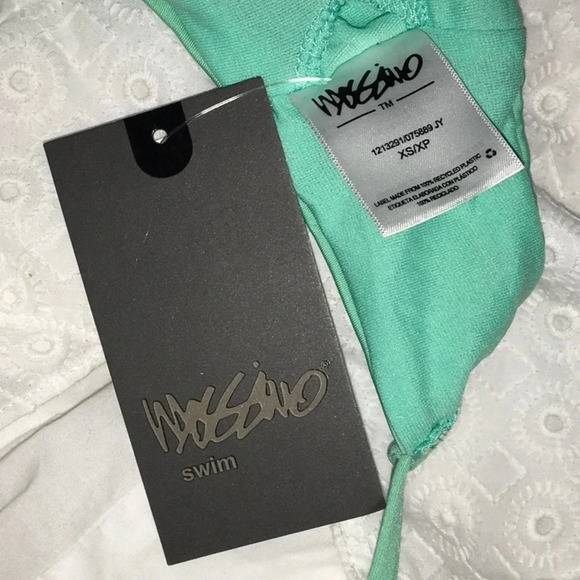 MOSSIMO
TM
1213291/075889 JY
XS/XP
LABEL MADE FROM 100% RECYCLED PLASTIC
ETIQUETA ELABORADA CON PLÁSTICO
100% RECICLADO
MOSSIMO®
swim